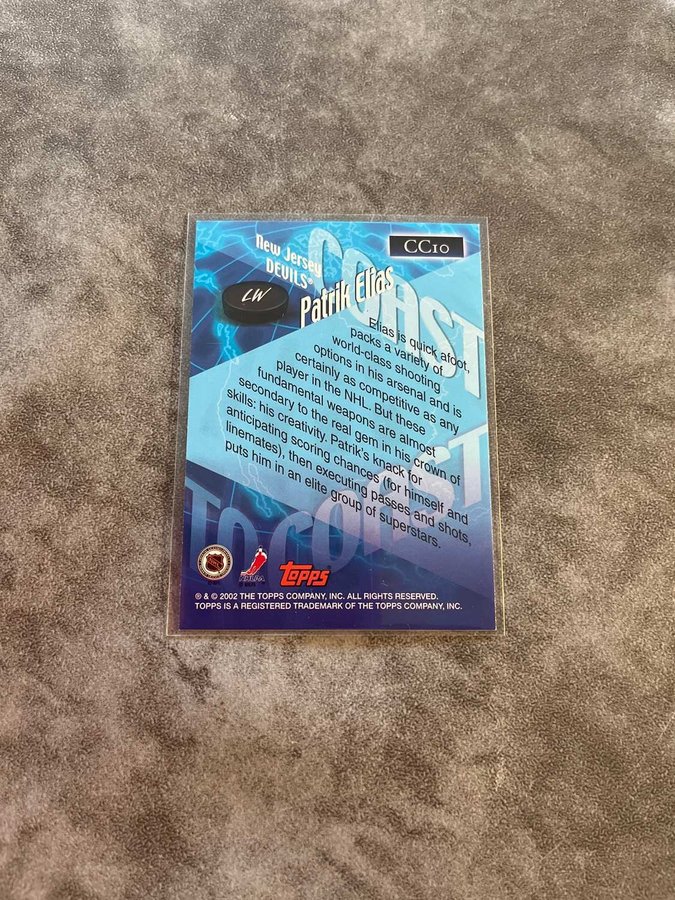 CC10
New Jersey
DEVILS®
LW
Patrik Elias
COAST
TO COAST
Elias is quick afoot,
packs a variety of
world-class shooting
options in his arsenal and is
certainly as competitive as any
player in the NHL. But these
fundamental weapons are almost
secondary to the real gem in his crown of
skills: his creativity. Patrik's knack for
anticipating scoring chances (for himself and
linemates), then executing passes and shots,
puts him in an elite group of superstars.
NHL
NHLPA
TOPPS
® & © 2002 THE TOPPS COMPANY, INC. ALL RIGHTS RESERVED.
TOPPS IS A REGISTERED TRADEMARK OF THE TOPPS COMPANY, INC.